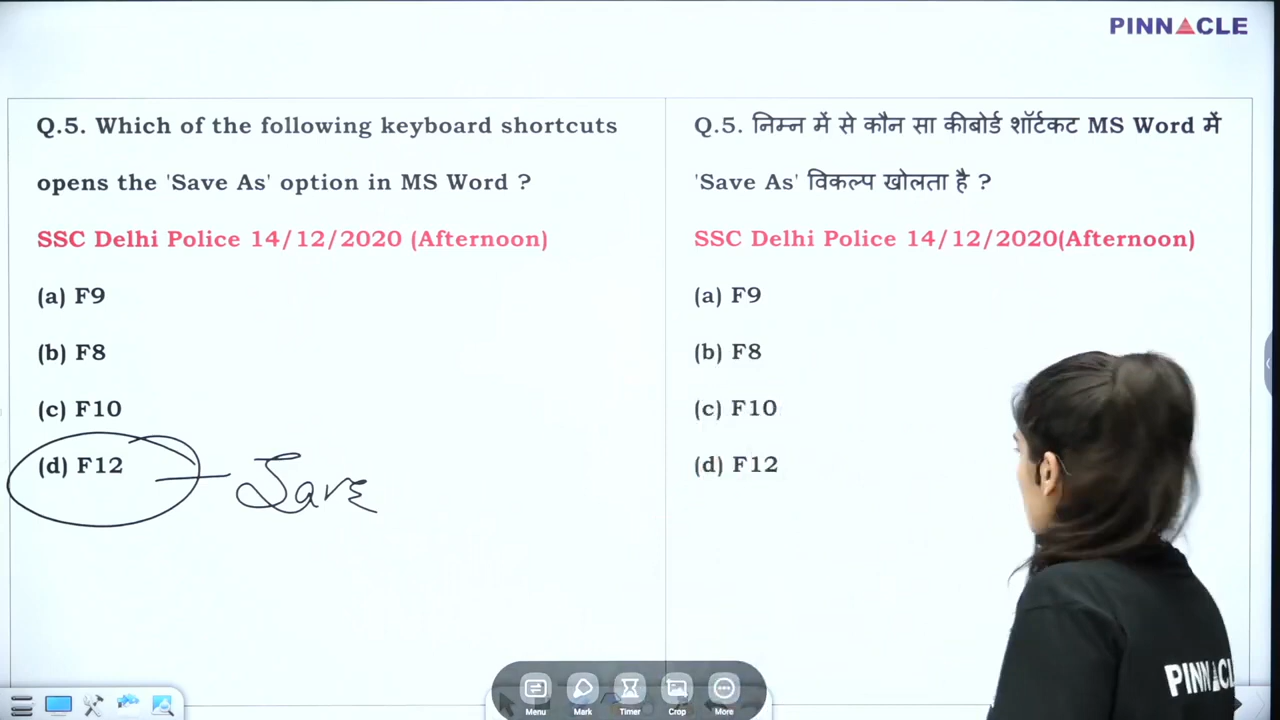 PINNACLE
Q.5. Which of the following keyboard shortcuts
opens the 'Save As' option in MS Word ?
SSC Delhi Police 14/12/2020 (Afternoon)
(a) F9
(b) F8
(c) F10
(d) F12
Save
Q.5. निम्न में से कौन सा कीबोर्ड शॉर्टकट MS Word में
'Save As' विकल्प खोलता है ?
SSC Delhi Police 14/12/2020(Afternoon)
(a) F9
(b) F8
(c) F10
(d) F12
PINNACLE
Menu
Mark
Timer
Crop
More